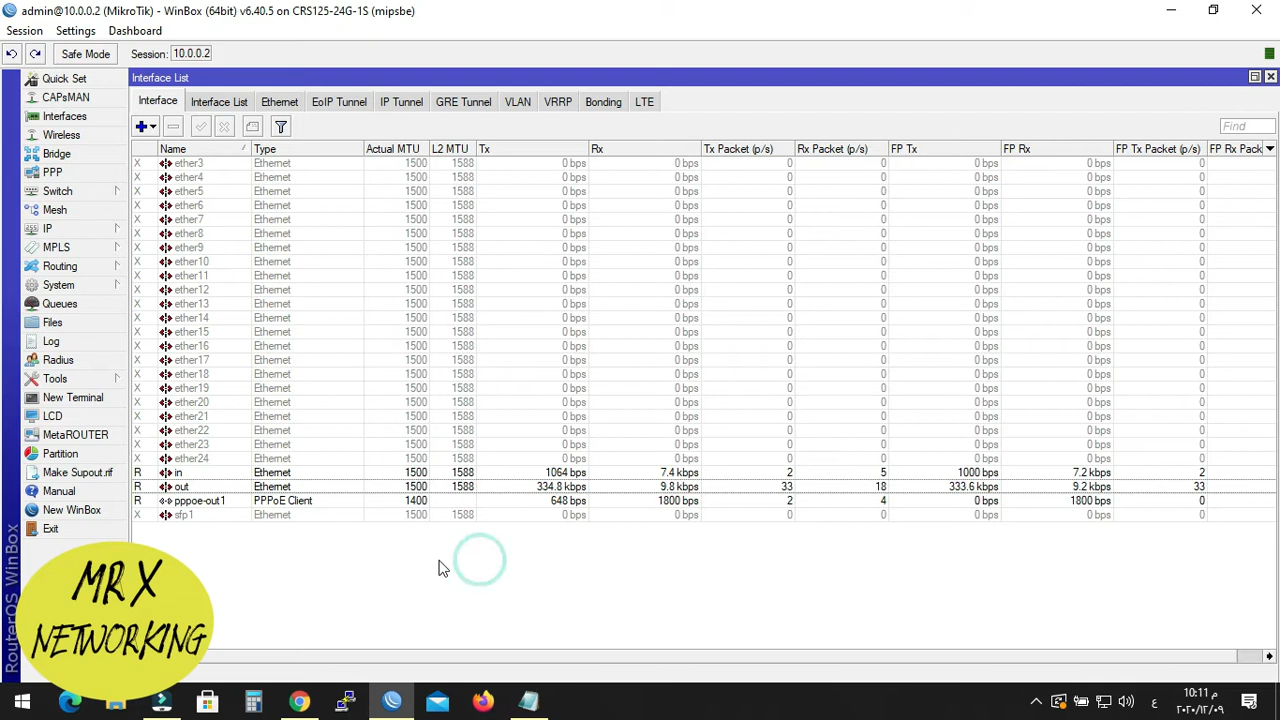 admin@10.0.0.2 (MikroTik) - WinBox (64bit) v6.40.5 on CRS125-24G-1S (mipsbe)
Session Settings Dashboard
Safe Mode Session: 10.0.0.2
Quick Set
CAPsMAN
Interfaces
Wireless
Bridge
PPP
Switch
Mesh
IP
MPLS
Routing
System
Queues
Files
Log
Radius
Tools
New Terminal
LCD
MetaROUTER
Partition
Make Supout.rif
Manual
New WinBox
Exit
RouterOS WinBox
Interface List
Interface Interface List Ethernet EoIP Tunnel IP Tunnel GRE Tunnel VLAN VRRP Bonding LTE
Find
Name Type Actual MTU L2 MTU Tx Rx Tx Packet (p/s) Rx Packet (p/s) FP Tx FP Rx FP Tx Packet (p/s) FP Rx Pack
X ether3 Ethernet 1500 1588 0 bps 0 bps 0 0 0 bps 0 bps 0
X ether4 Ethernet 1500 1588 0 bps 0 bps 0 0 0 bps 0 bps 0
X ether5 Ethernet 1500 1588 0 bps 0 bps 0 0 0 bps 0 bps 0
X ether6 Ethernet 1500 1588 0 bps 0 bps 0 0 0 bps 0 bps 0
X ether7 Ethernet 1500 1588 0 bps 0 bps 0 0 0 bps 0 bps 0
X ether8 Ethernet 1500 1588 0 bps 0 bps 0 0 0 bps 0 bps 0
X ether9 Ethernet 1500 1588 0 bps 0 bps 0 0 0 bps 0 bps 0
X ether10 Ethernet 1500 1588 0 bps 0 bps 0 0 0 bps 0 bps 0
X ether11 Ethernet 1500 1588 0 bps 0 bps 0 0 0 bps 0 bps 0
X ether12 Ethernet 1500 1588 0 bps 0 bps 0 0 0 bps 0 bps 0
X ether13 Ethernet 1500 1588 0 bps 0 bps 0 0 0 bps 0 bps 0
X ether14 Ethernet 1500 1588 0 bps 0 bps 0 0 0 bps 0 bps 0
X ether15 Ethernet 1500 1588 0 bps 0 bps 0 0 0 bps 0 bps 0
X ether16 Ethernet 1500 1588 0 bps 0 bps 0 0 0 bps 0 bps 0
X ether17 Ethernet 1500 1588 0 bps 0 bps 0 0 0 bps 0 bps 0
X ether18 Ethernet 1500 1588 0 bps 0 bps 0 0 0 bps 0 bps 0
X ether19 Ethernet 1500 1588 0 bps 0 bps 0 0 0 bps 0 bps 0
X ether20 Ethernet 1500 1588 0 bps 0 bps 0 0 0 bps 0 bps 0
X ether21 Ethernet 1500 1588 0 bps 0 bps 0 0 0 bps 0 bps 0
X ether22 Ethernet 1500 1588 0 bps 0 bps 0 0 0 bps 0 bps 0
X ether23 Ethernet 1500 1588 0 bps 0 bps 0 0 0 bps 0 bps 0
X ether24 Ethernet 1500 1588 0 bps 0 bps 0 0 0 bps 0 bps 0
R in Ethernet 1500 1588 1064 bps 7.4 kbps 2 5 1000 bps 7.2 kbps 2
R out Ethernet 1500 1588 334.8 kbps 9.8 kbps 33 18 333.6 kbps 9.2 kbps 33
R pppoe-out1 PPPoE Client 1400 648 bps 1800 bps 2 4 0 bps 1800 bps 0
X sfp1 Ethernet 1500 1588 0 bps 0 bps 0 0 0 bps 0 bps 0
MR X
NETWORKING
ع
م 10:11
٢٠٢٠/١٢/٠٩